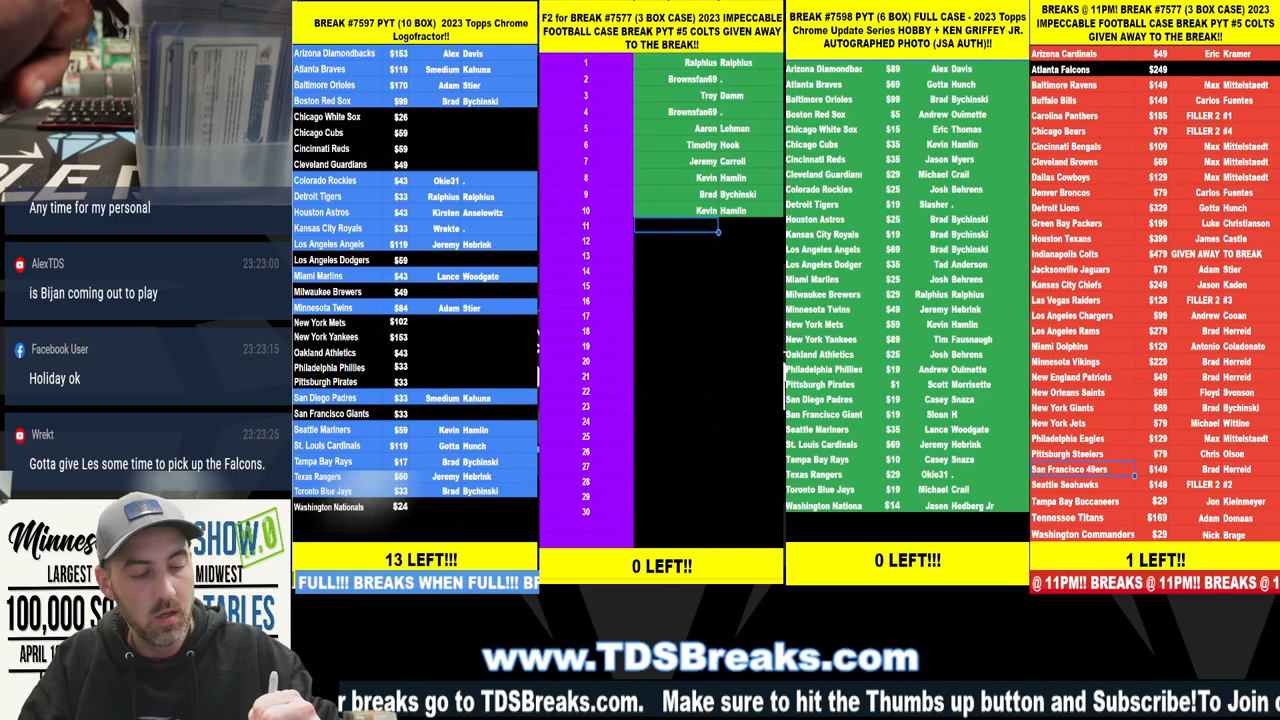 Any time for my personal
AlexTDS 23:23:00
is Bijan coming out to play
Facebook User 23:23:15
Holiday ok
Wrekt 23:23:25
Gotta give Les some time to pick up the Falcons.
LARGEST MIDWEST
100,000
APRIL
BREAK #7597 PYT (10 BOX) 2023 Topps Chrome
Logofractor!!
Arizona Diamondbacks $153 Alex Davis
Atlanta Braves $119 Smedium Kahuna
Baltimore Orioles $170 Adam Stier
Boston Red Sox $99 Brad Bychinski
Chicago White Sox $26
Chicago Cubs $59
Cincinnati Reds $59
Cleveland Guardians $49
Colorado Rockies $43 Okie31 .
Detroit Tigers $33 Ralphius Ralphius
Houston Astros $43 Kirsten Anselowitz
Kansas City Royals $33 Wrekte .
Los Angeles Angels $119 Jeremy Hebrink
Los Angeles Dodgers $59
Miami Marlins $43 Lance Woodgate
Milwaukee Brewers $49
Minnesota Twins $84 Adam Stier
New York Mets $102
New York Yankees $153
Oakland Athletics $43
Philadelphia Phillies $33
Pittsburgh Pirates $33
San Diego Padres $33 Smedium Kahuna
San Francisco Giants $33
Seattle Mariners $59 Kevin Hamlin
St. Louis Cardinals $119 Gotta Hunch
Tampa Bay Rays $17 Brad Bychinski
Texas Rangers $50 Jeremy Hebrink
Toronto Blue Jays $33 Brad Bychinski
Washington Nationals $24
13 LEFT!!!
FULL!!! BREAKS WHEN FULL!!! BF
F2 for BREAK #7577 (3 BOX CASE) 2023 IMPECCABLE
FOOTBALL CASE BREAK PYT #5 COLTS GIVEN AWAY
TO THE BREAK!!
1 Ralphius Ralphius
2 Brownsfan69 .
3 Troy Damm
4 Brownsfan69 .
5 Aaron Lehman
6 Timothy Hook
7 Jeremy Carroll
8 Kevin Hamlin
9 Brad Bychinski
10 Kevin Hamlin
11
12
13
14
15
16
17
18
19
20
21
22
23
24
25
26
27
28
29
30
0 LEFT!!
BREAK #7598 PYT (6 BOX) FULL CASE - 2023 Topps
Chrome Update Series HOBBY + KEN GRIFFEY JR.
AUTOGRAPHED PHOTO (JSA AUTH)!!
Arizona Diamondbac $89 Alex Davis
Atlanta Braves $69 Gotta Hunch
Baltimore Orioles $99 Brad Bychinski
Boston Red Sox $5 Andrew Ouimette
Chicago White Sox $15 Eric Thomas
Chicago Cubs $35 Kevin Hamlin
Cincinnati Reds $35 Jason Myers
Cleveland Guardians $29 Michael Crail
Colorado Rockies $25 Josh Behrens
Detroit Tigers $19 Slasher .
Houston Astros $25 Brad Bychinski
Kansas City Royals $19 Brad Bychinski
Los Angeles Angels $69 Brad Bychinski
Los Angeles Dodger $35 Tad Anderson
Miami Marlins $25 Josh Behrens
Milwaukee Brewers $29 Ralphius Ralphius
Minnesota Twins $49 Jeremy Hebrink
New York Mets $59 Kevin Hamlin
New York Yankees $89 Tim Fausnaugh
Oakland Athletics $25 Josh Behrens
Philadelphia Phillies $19 Andrew Ouimette
Pittsburgh Pirates $1 Scott Morrisette
San Diego Padres $19 Casey Snaza
San Francisco Giant $19 Sloan H
Seattle Mariners $35 Lance Woodgate
St. Louis Cardinals $69 Jeremy Hebrink
Tampa Bay Rays $10 Casey Snaza
Texas Rangers $29 Okie31 .
Toronto Blue Jays $19 Michael Crail
Washington Nationa $14 Jason Hedberg Jr
0 LEFT!!!
BREAKS @ 11PM! BREAK #7577 (3 BOX CASE) 2023
IMPECCABLE FOOTBALL CASE BREAK PYT #5 COLTS
GIVEN AWAY TO THE BREAK!!
Arizona Cardinals $49 Eric Kramer
Atlanta Falcons $249
Baltimore Ravens $149 Max Mittelstaedt
Buffalo Bills $149 Carlos Fuentes
Carolina Panthers $185 FILLER 2 #1
Chicago Bears $79 FILLER 2 #4
Cincinnati Bengals $109 Max Mittelstaedt
Cleveland Browns $69 Max Mittelstaedt
Dallas Cowboys $129 Max Mittelstaedt
Denver Broncos $79 Carlos Fuentes
Detroit Lions $329 Gotta Hunch
Green Bay Packers $199 Luke Christianson
Houston Texans $399 James Castle
Indianapolis Colts $479 GIVEN AWAY TO BREAK
Jacksonville Jaguars $79 Adam Stier
Kansas City Chiefs $249 Jason Kaden
Las Vegas Raiders $129 FILLER 2 #3
Los Angeles Chargers $99 Andrew Cooan
Los Angeles Rams $279 Brad Herreid
Miami Dolphins $129 Antonio Coladonato
Minnesota Vikings $229 Brad Herreid
New England Patriots $49 Brad Herreid
New Orleans Saints $69 Floyd Svenson
New York Giants $69 Brad Bychinski
New York Jets $79 Michael Wittine
Philadelphia Eagles $129 Max Mittelstaedt
Pittsburgh Steelers $79 Chris Olson
San Francisco 49ers $149 Brad Herreid
Seattle Seahawks $149 FILLER 2 #2
Tampa Bay Buccaneers $29 Jon Kleinmeyer
Tennessee Titans $169 Adam Domaas
Washington Commanders $29 Nick Brage
1 LEFT!!
@ 11PM!! BREAKS @ 11PM!! BREAKS @ 1
www.TDSBreaks.com
r breaks go to TDSBreaks.com. Make sure to hit the Thumbs up button and Subscribe!To Join